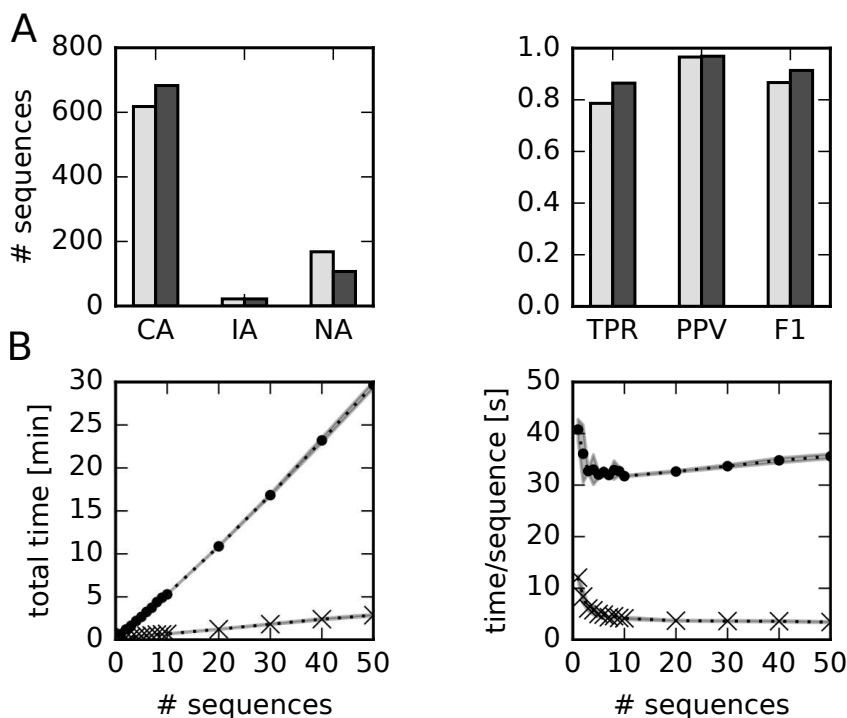 A
# sequences
800
600
400
200
0
CA IA NA
1.0
0.8
0.6
0.4
0.2
0.0
TPR PPV F1
B
total time [min]
30
25
20
15
10
5
0
0 10 20 30 40 50
# sequences
time/sequence [s]
50
40
30
20
10
0
0 10 20 30 40 50
# sequences